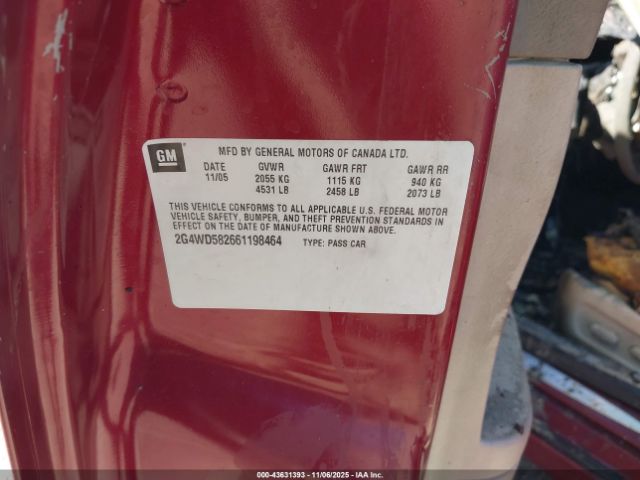 GM
MFD BY GENERAL MOTORS OF CANADA LTD.
DATE GVWR GAWR FRT GAWR RR
11/05 2055 KG 1115 KG 940 KG
4531 LB 2458 LB 2073 LB
THIS VEHICLE CONFORMS TO ALL APPLICABLE U.S. FEDERAL MOTOR
VEHICLE SAFETY, BUMPER, AND THEFT PREVENTION STANDARDS IN
EFFECT ON THE DATE OF MANUFACTURE SHOWN ABOVE.
2G4WD582661198464 TYPE: PASS CAR
000-43631393 - 11/06/2025 - IAA Inc.